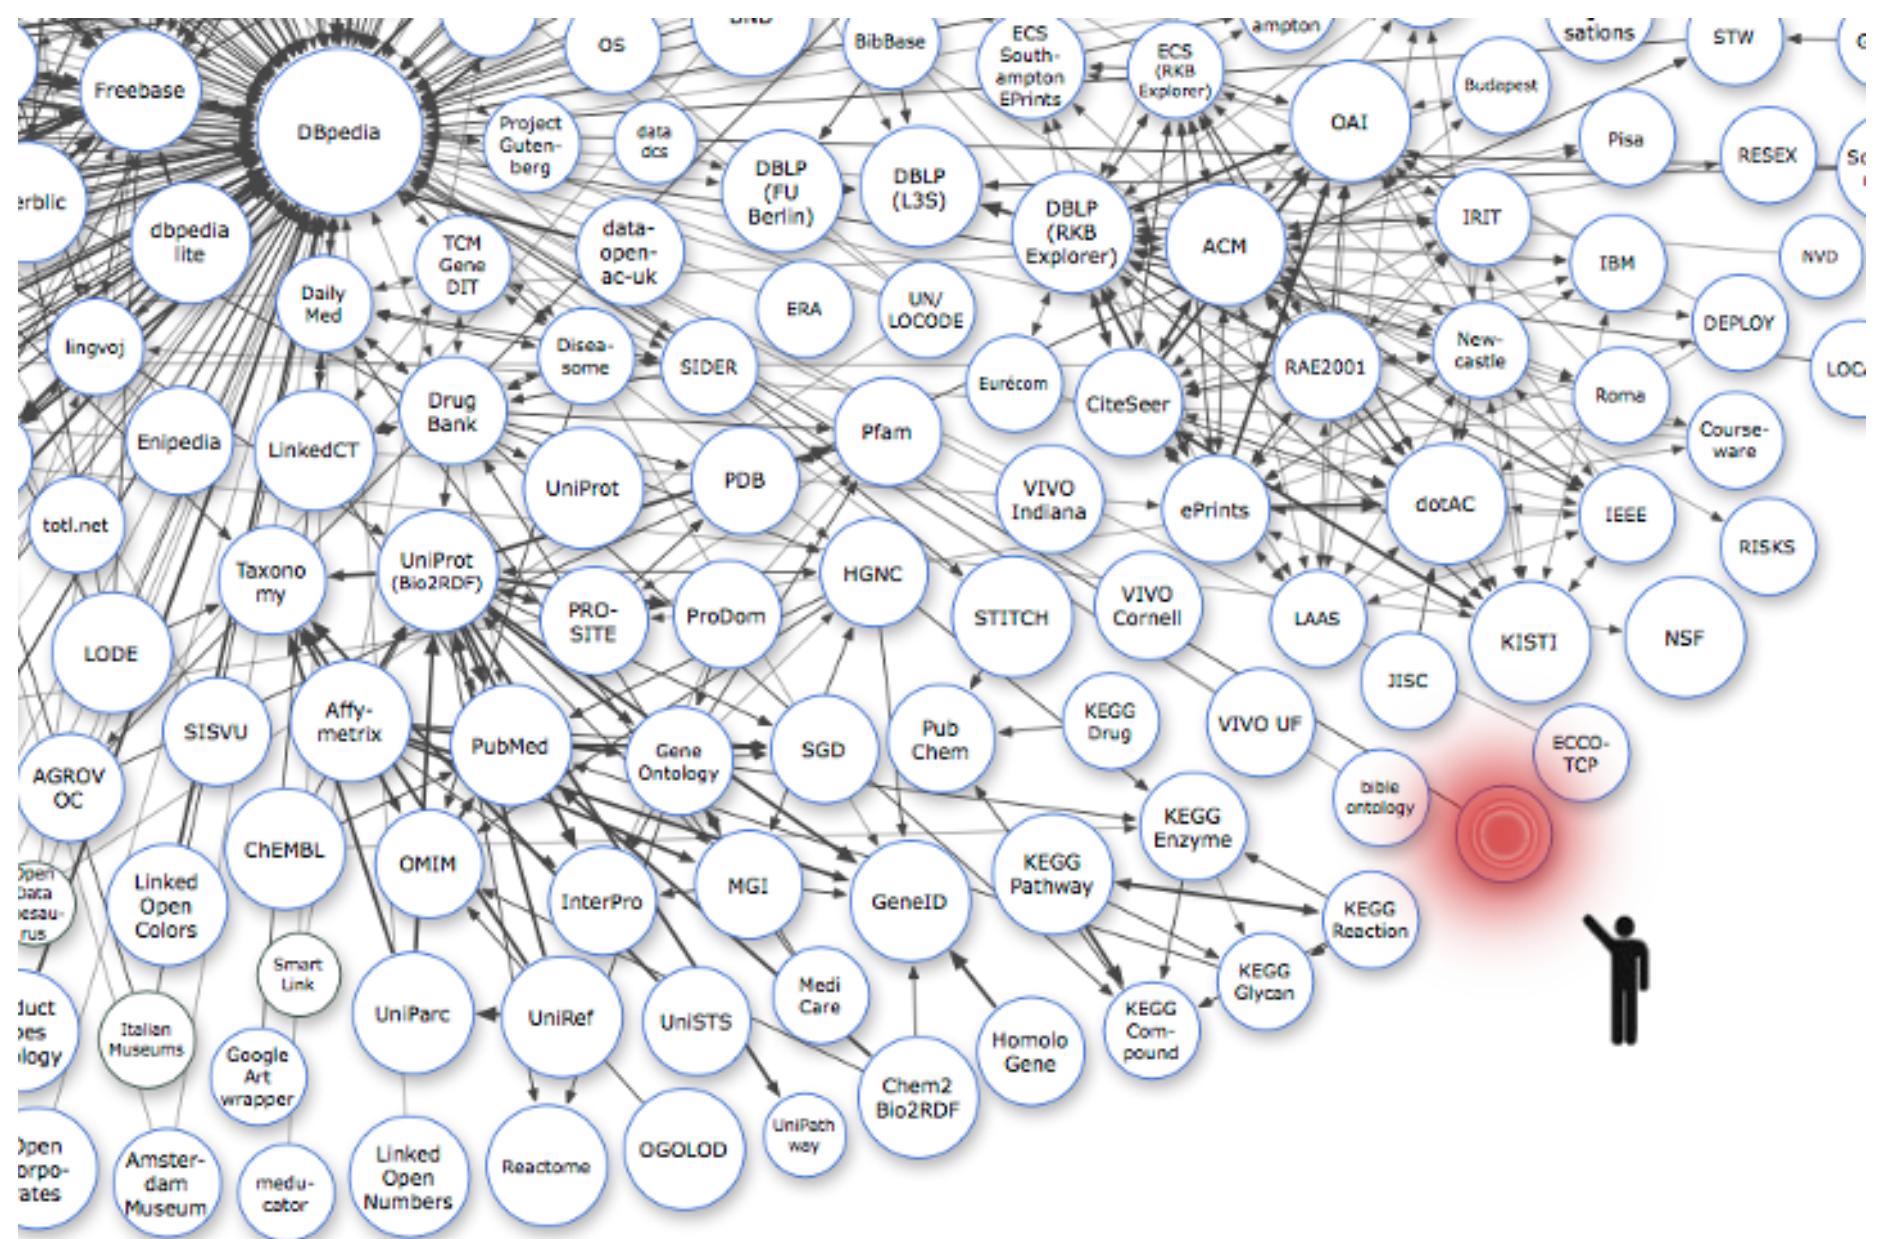 OS
BibBase
ECS
South-
ampton
EPrints
ECS
(RKB
Explorer)
ampton
sations
STW
Freebase
DBpedia
Project
Guten-
berg
data
dcs
DBLP
(FU
Berlin)
DBLP
(L3S)
OAI
Budapest
Pisa
RESEX
dbpedia
lite
TCM
Gene
DIT
data-
open-
ac-uk
DBLP
(RKB
Explorer)
ACM
IRIT
IBM
NVD
Daily
Med
ERA
UN/
LOCODE
DEPLOY
lingvoj
Disea-
some
SIDER
Eurécom
CiteSeer
RAE2001
New-
castle
Roma
Enipedia
LinkedCT
Drug
Bank
Pfam
Course-
ware
UniProt
PDB
VIVO
Indiana
ePrints
dotAC
IEEE
totl.net
Taxono
my
UniProt
(Bio2RDF)
HGNC
RISKS
LODE
PRO-
SITE
ProDom
STITCH
VIVO
Cornell
LAAS
KISTI
NSF
JISC
SISVU
Affy-
metrix
PubMed
Gene
Ontology
SGD
Pub
Chem
KEGG
Drug
VIVO UF
ECCO-
TCP
AGROV
OC
bible
ontology
ChEMBL
OMIM
KEGG
Enzyme
Linked
Open
Colors
InterPro
MGI
GeneID
KEGG
Pathway
KEGG
Reaction
Open
Data
rus
Smart
Link
UniParc
UniRef
UniSTS
Medi
Care
KEGG
Glycan
Italian
Museums
Google
Art
wrapper
Homolo
Gene
KEGG
Com-
pound
Chem2
Bio2RDF
Amster-
dam
Museum
medu-
cator
Linked
Open
Numbers
Reactome
OGOLOD
UniPath
way